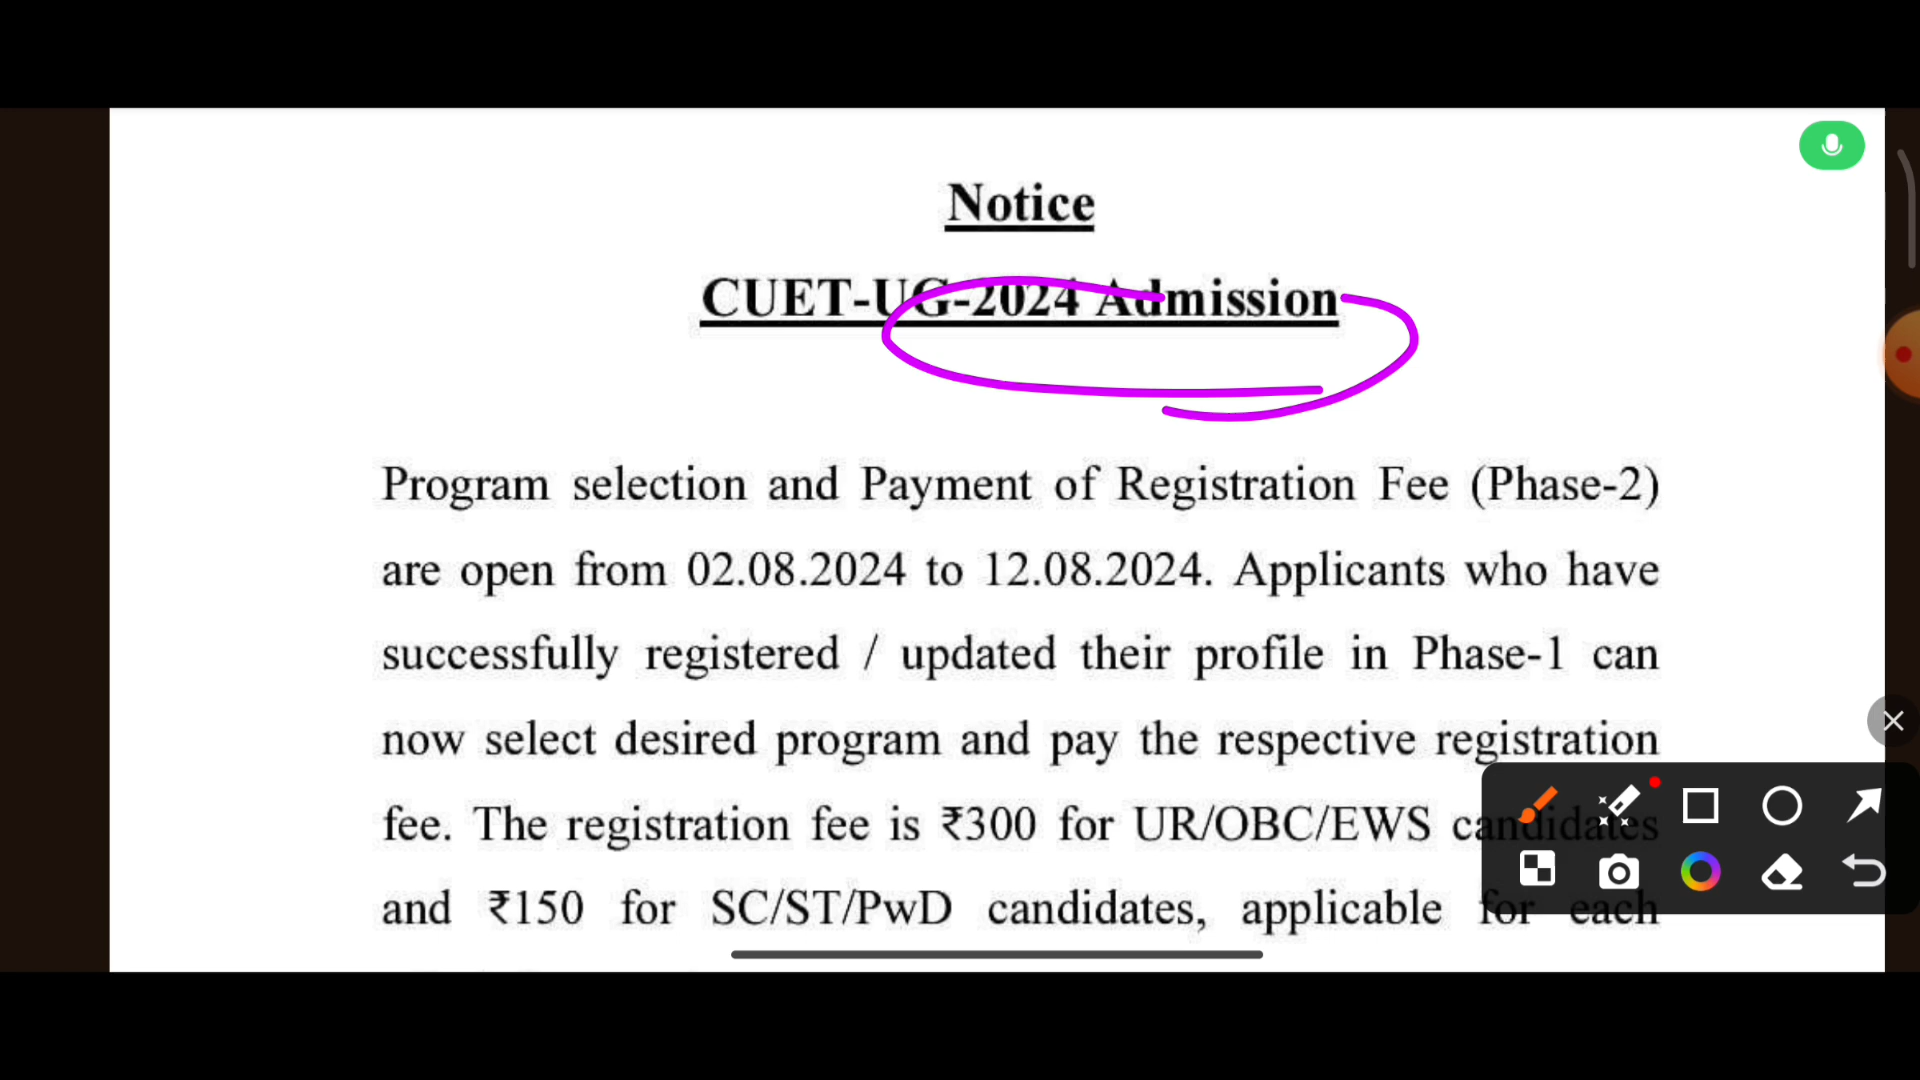 Notice
CUET-UG-2024 Admission
Program selection and Payment of Registration Fee (Phase-2)
are open from 02.08.2024 to 12.08.2024. Applicants who have
successfully registered / updated their profile in Phase-1 can
now select desired program and pay the respective registration
fee. The registration fee is ₹300 for UR/OBC/EWS candidates
and ₹150 for SC/ST/PwD candidates, applicable for each